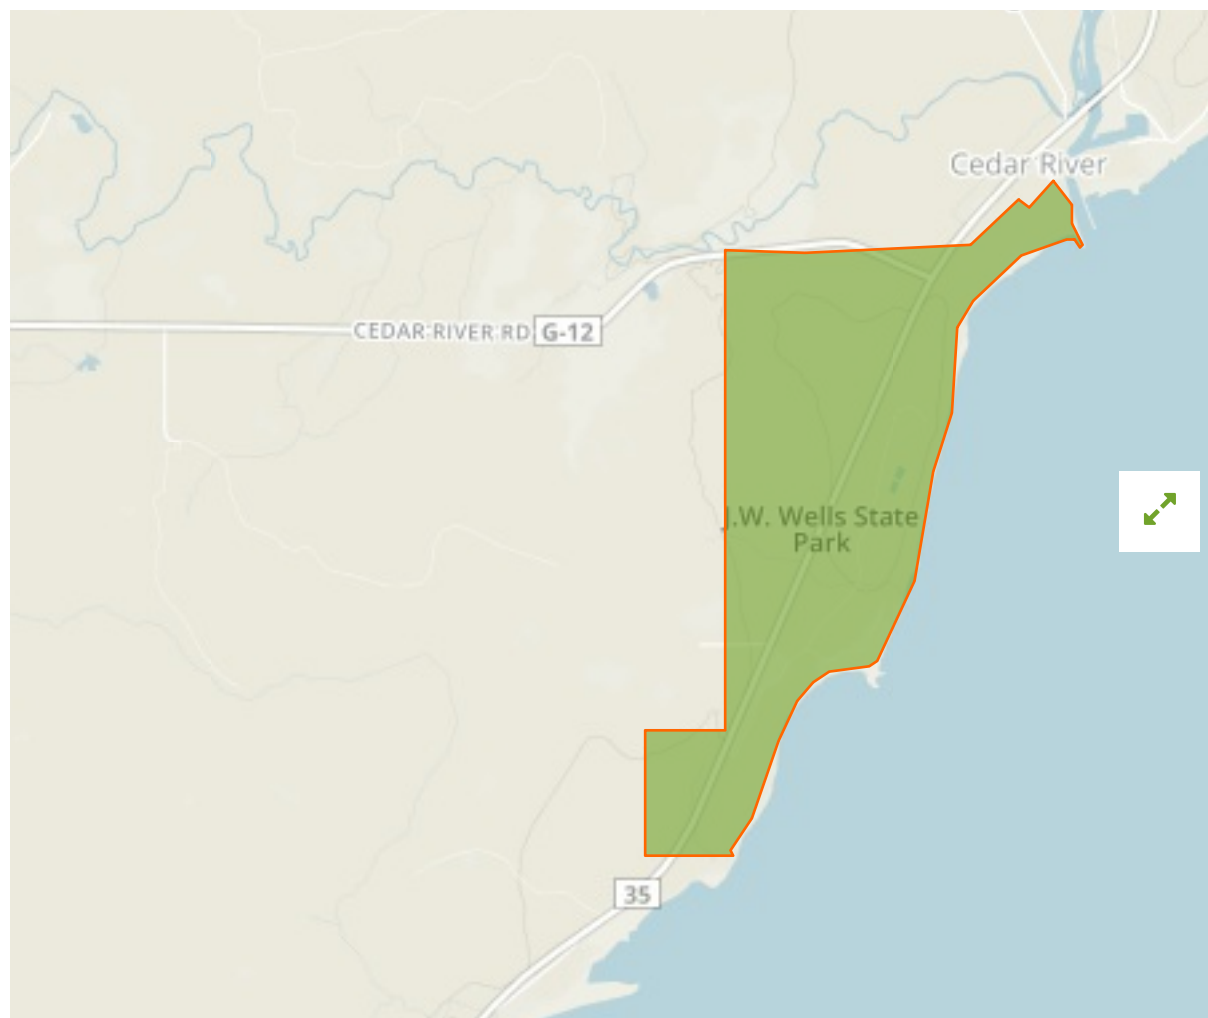 Cedar River
CEDAR RIVER RD
G-12
J.W. Wells State
Park
35